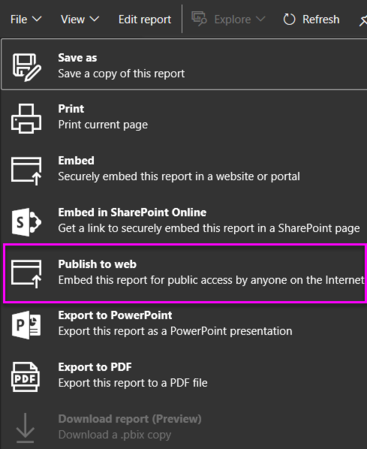 File View Edit report Explore Refresh
Save as
Save a copy of this report
Print
Print current page
Embed
Securely embed this report in a website or portal
Embed in SharePoint Online
Get a link to securely embed this report in a SharePoint page
Publish to web
Embed this report for public access by anyone on the Internet
Export to PowerPoint
Export this report as a PowerPoint presentation
Export to PDF
Export this report to a PDF file
Download report (Preview)
Download a .pbix copy